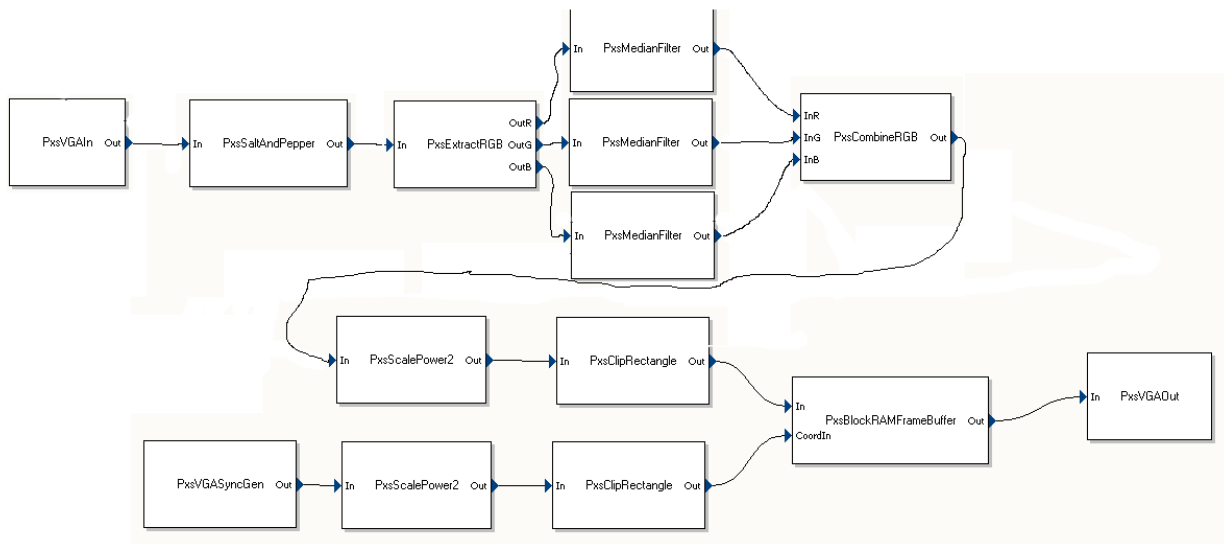 In PxsMedianFilter Out
PxsVGAIn Out
In PxsSaltAndPepper Out
In PxsExtractRGB OutR OutG OutB
In PxsMedianFilter Out
InR InG InB PxsCombineRGB Out
In PxsMedianFilter Out
In PxsScalePower2 Out
In PxsClipRectangle Out
In CoordIn PxsBlockRAMFrameBuffer Out
In PxsVGAOut
PxsVGASyncGen Out
In PxsScalePower2 Out
In PxsClipRectangle Out